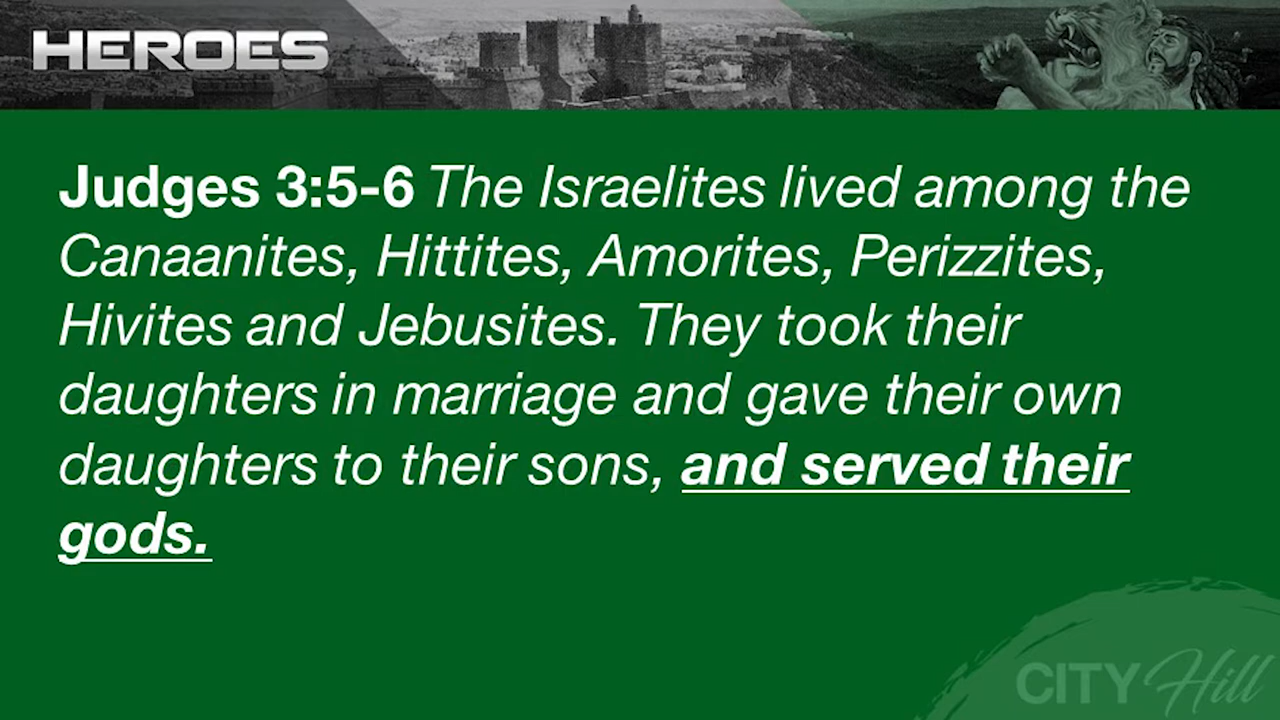 HEROES
Judges 3:5-6 The Israelites lived among the
Canaanites, Hittites, Amorites, Perizzites,
Hivites and Jebusites. They took their
daughters in marriage and gave their own
daughters to their sons, and served their
gods.
CITY Hill